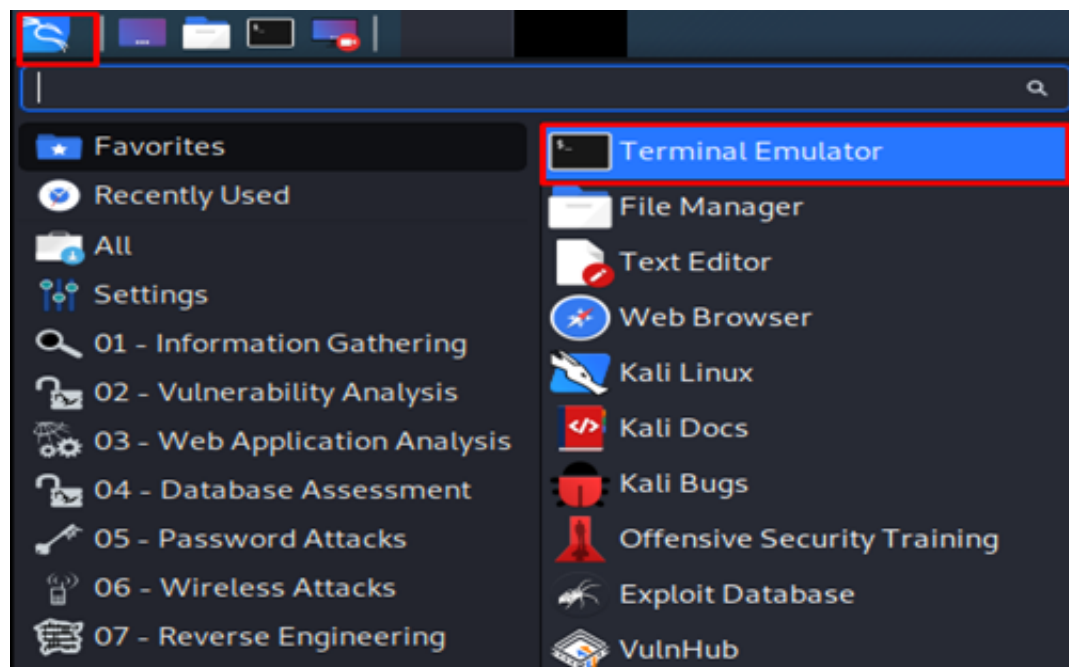 Favorites
Recently Used
All
Settings
01 - Information Gathering
02 - Vulnerability Analysis
03 - Web Application Analysis
04 - Database Assessment
05 - Password Attacks
06 - Wireless Attacks
07 - Reverse Engineering
$_ Terminal Emulator
File Manager
Text Editor
Web Browser
Kali Linux
</> Kali Docs
Kali Bugs
Offensive Security Training
Exploit Database
VulnHub